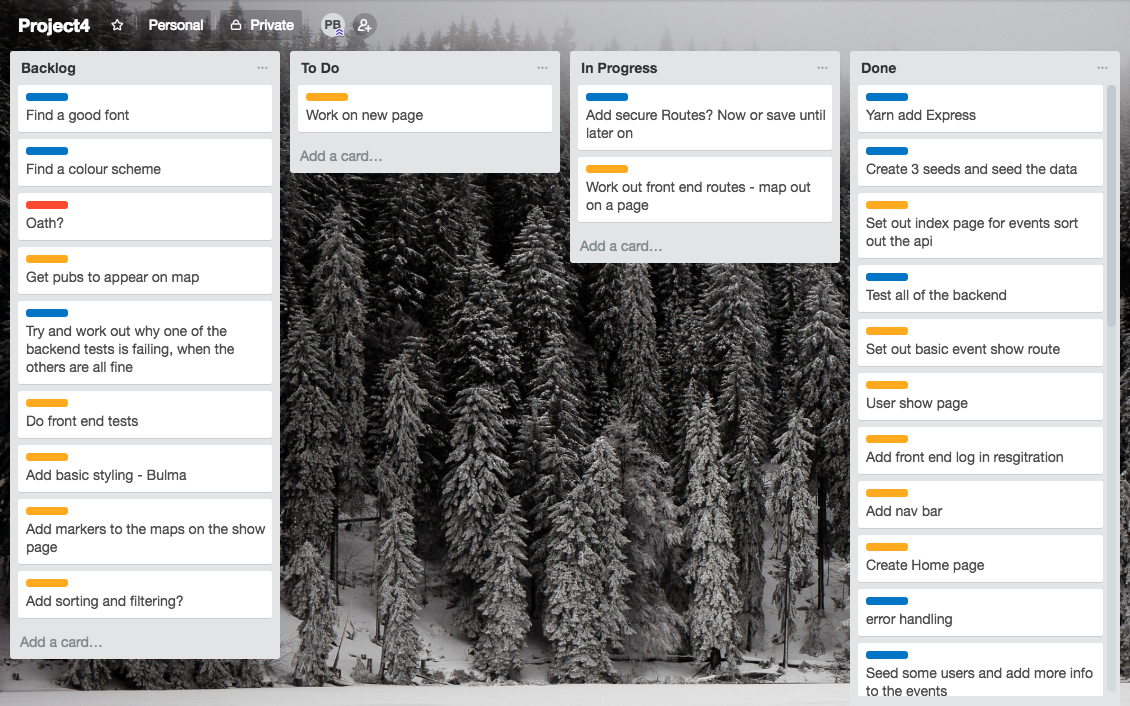 Project4
Personal
Private
PB
Backlog
Find a good font
Find a colour scheme
Oath?
Get pubs to appear on map
Try and work out why one of the
backend tests is failing, when the
others are all fine
Do front end tests
Add basic styling - Bulma
Add markers to the maps on the show
page
Add sorting and filtering?
Add a card...
To Do
Work on new page
Add a card...
In Progress
Add secure Routes? Now or save until
later on
Work out front end routes - map out
on a page
Add a card...
Done
Yarn add Express
Create 3 seeds and seed the data
Set out index page for events sort
out the api
Test all of the backend
Set out basic event show route
User show page
Add front end log in resgitration
Add nav bar
Create Home page
error handling
Seed some users and add more info
to the events